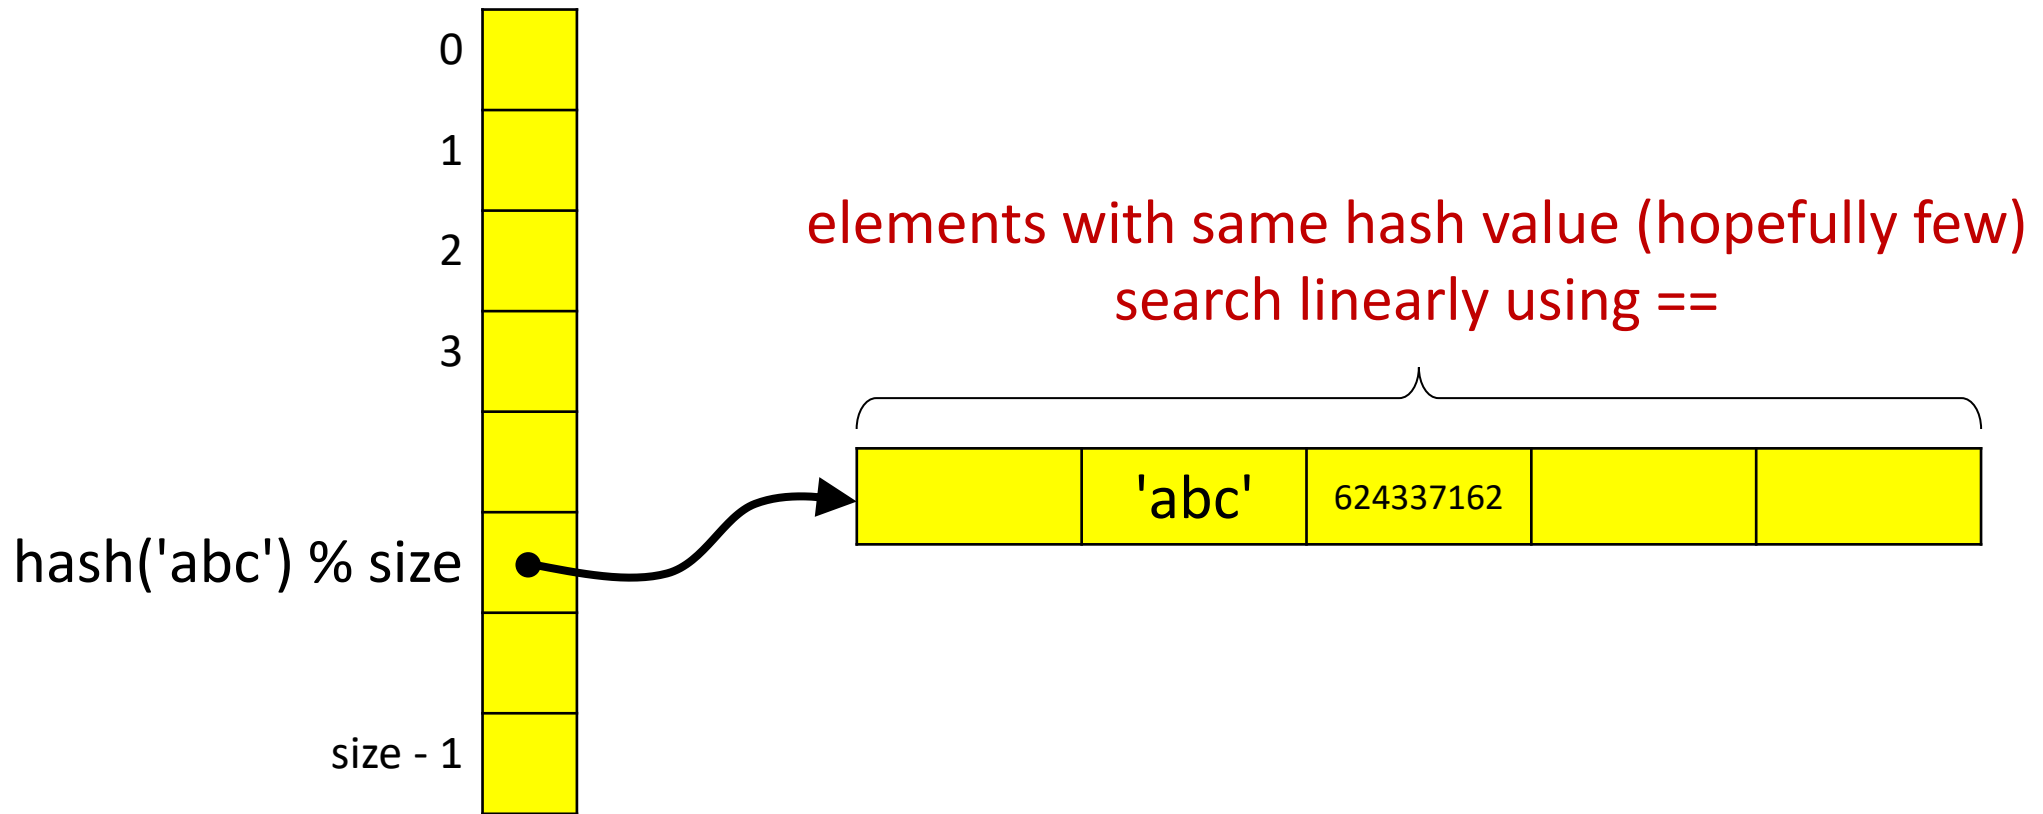 0
1
2
3
hash('abc') % size
size - 1
elements with same hash value (hopefully few)
search linearly using ==
'abc'
624337162